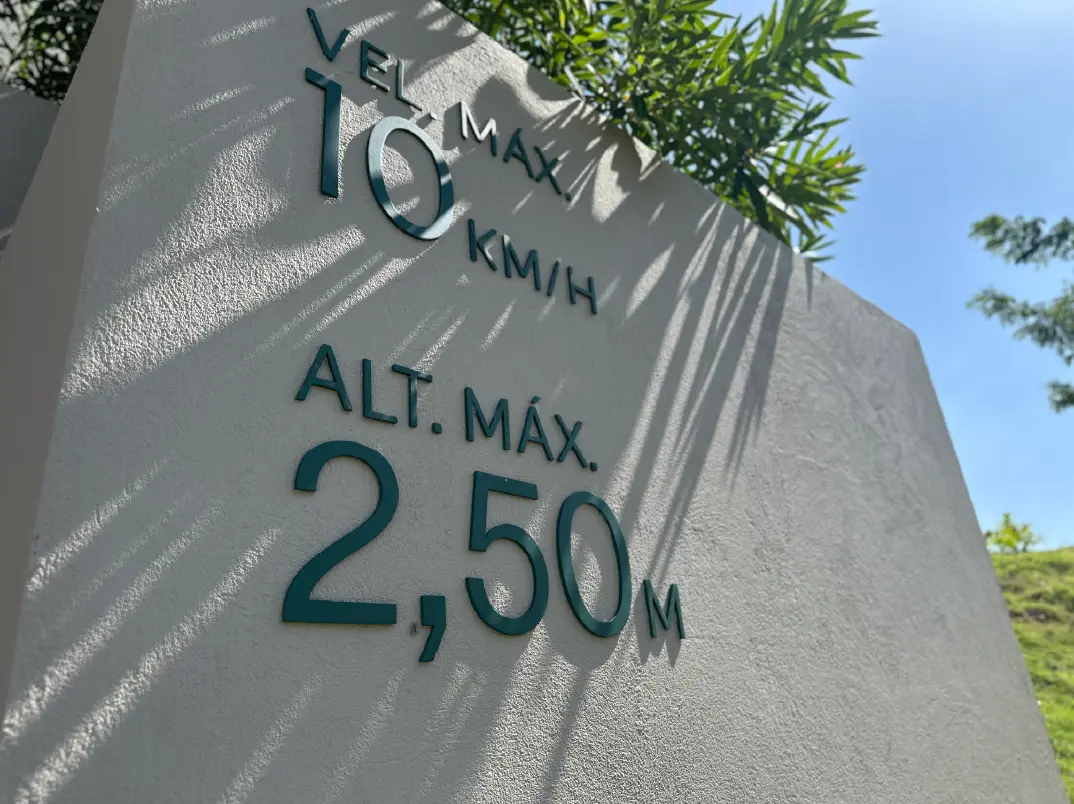 VEL. MÁX.
10 KM/H
ALT. MÁX.
2,50 M